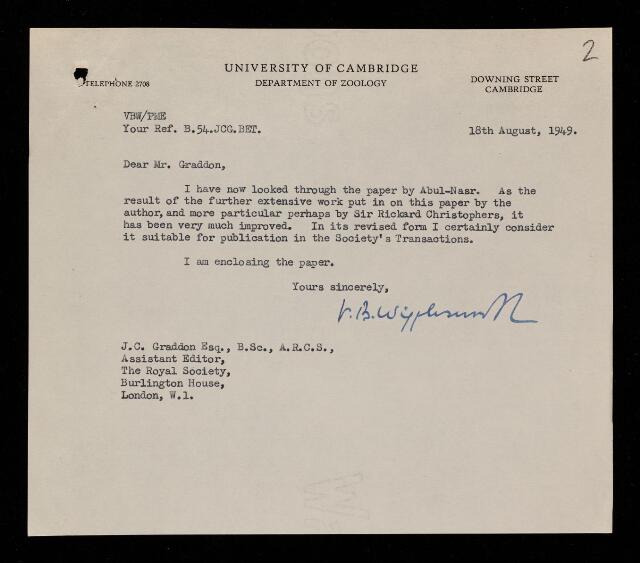 2
UNIVERSITY OF CAMBRIDGE
TELEPHONE 2708
DEPARTMENT OF ZOOLOGY
DOWNING STREET
CAMBRIDGE
VBW/PME
Your Ref. B.54.JCG.BET.
18th August, 1949.
Dear Mr. Graddon,
I have now looked through the paper by Abul-Nasr. As the
result of the further extensive work put in on this paper by the
author, and more particular perhaps by Sir Rickard Christophers, it
has been very much improved. In its revised form I certainly consider
it suitable for publication in the Society's Transactions.
I am enclosing the paper.
Yours sincerely,
V.B. Wigglesworth
J.C. Graddon Esq., B.Sc., A.R.C.S.,
Assistant Editor,
The Royal Society,
Burlington House,
London, W.1.